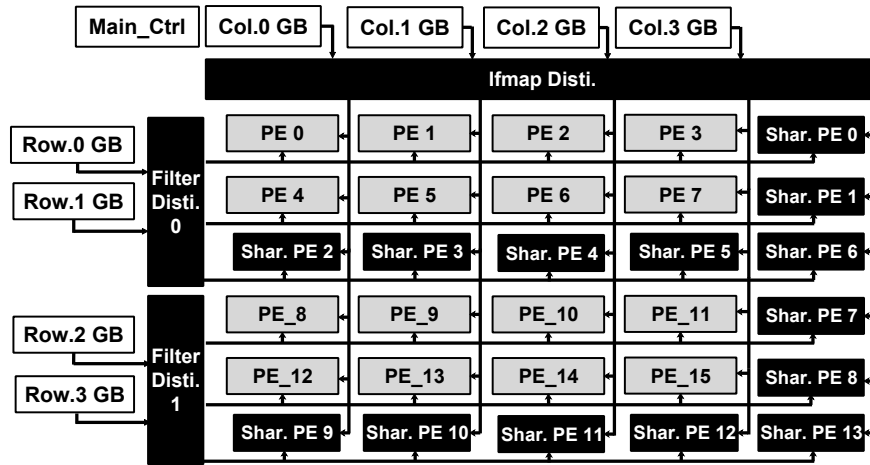 Main_Ctrl Col.0 GB Col.1 GB Col.2 GB Col.3 GB
Ifmap Disti.
PE 0 PE 1 PE 2 PE 3 Shar. PE 0
Row.0 GB
Filter
Disti.
0
Row.1 GB
PE 4 PE 5 PE 6 PE 7 Shar. PE 1
Shar. PE 2 Shar. PE 3 Shar. PE 4 Shar. PE 5 Shar. PE 6
PE_8 PE_9 PE_10 PE_11 Shar. PE 7
Row.2 GB
Filter
Disti.
1
Row.3 GB
PE_12 PE_13 PE_14 PE_15 Shar. PE 8
Shar. PE 9 Shar. PE 10 Shar. PE 11 Shar. PE 12 Shar. PE 13